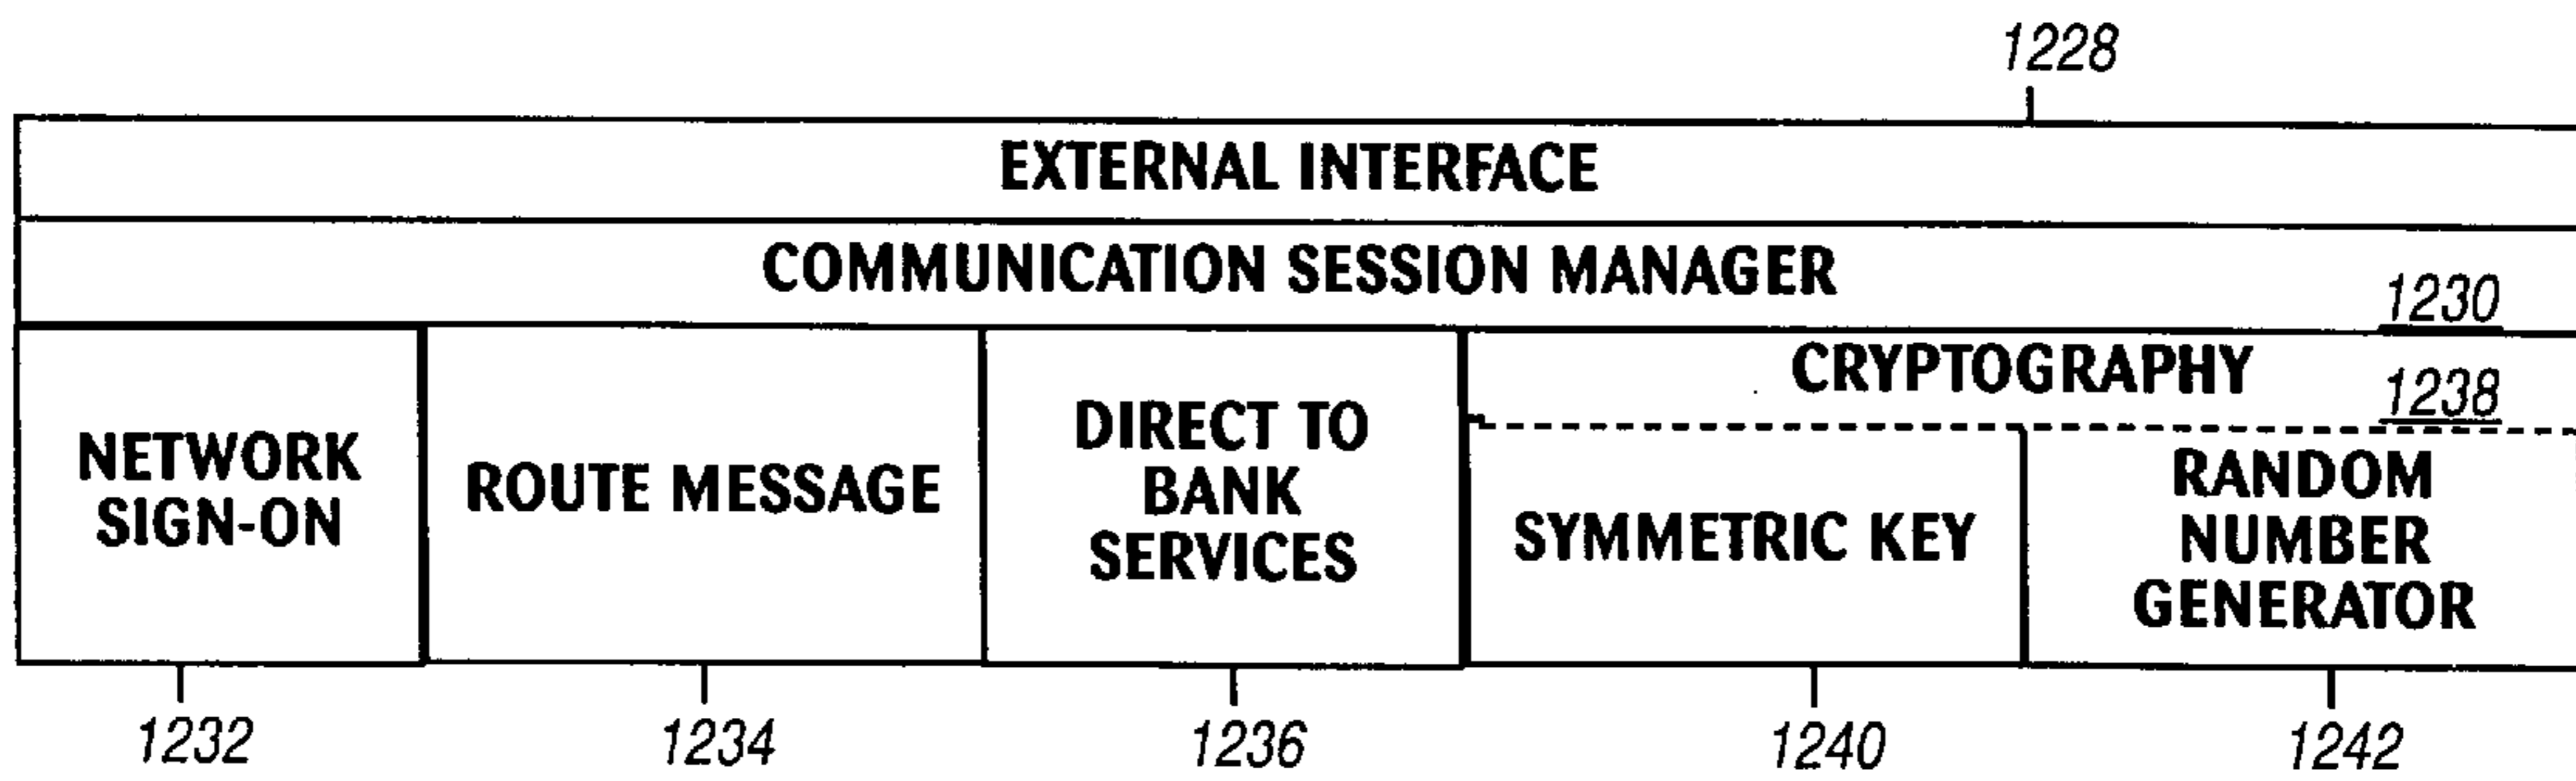 1228
EXTERNAL INTERFACE
COMMUNICATION SESSION MANAGER
1230
NETWORK
SIGN-ON
ROUTE MESSAGE
DIRECT TO
BANK
SERVICES
CRYPTOGRAPHY
1238
SYMMETRIC KEY
RANDOM
NUMBER
GENERATOR
1232
1234
1236
1240
1242